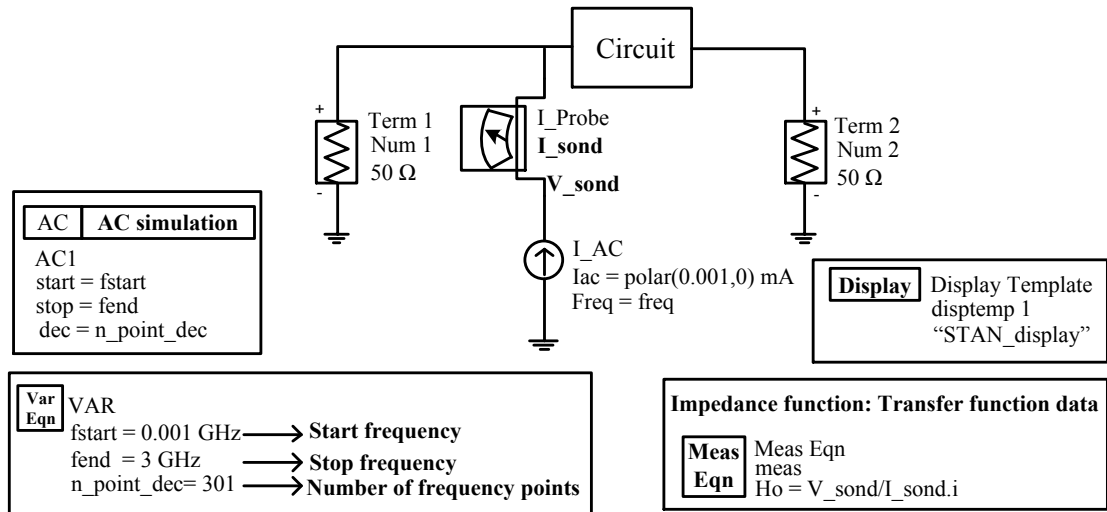 Circuit
+
Term 1
Num 1
50 Ω
-
I_Probe
I_sond
V_sond
+
Term 2
Num 2
50 Ω
-
AC AC simulation
AC1
start = fstart
stop = fend
dec = n_point_dec
I_AC
Iac = polar(0.001,0) mA
Freq = freq
Display Display Template
disptemp 1
“STAN_display”
Var
Eqn
VAR
fstart = 0.001 GHz Start frequency
fend = 3 GHz Stop frequency
n_point_dec= 301 Number of frequency points
Impedance function: Transfer function data
Meas
Eqn
Meas Eqn
meas
Ho = V_sond/I_sond.i